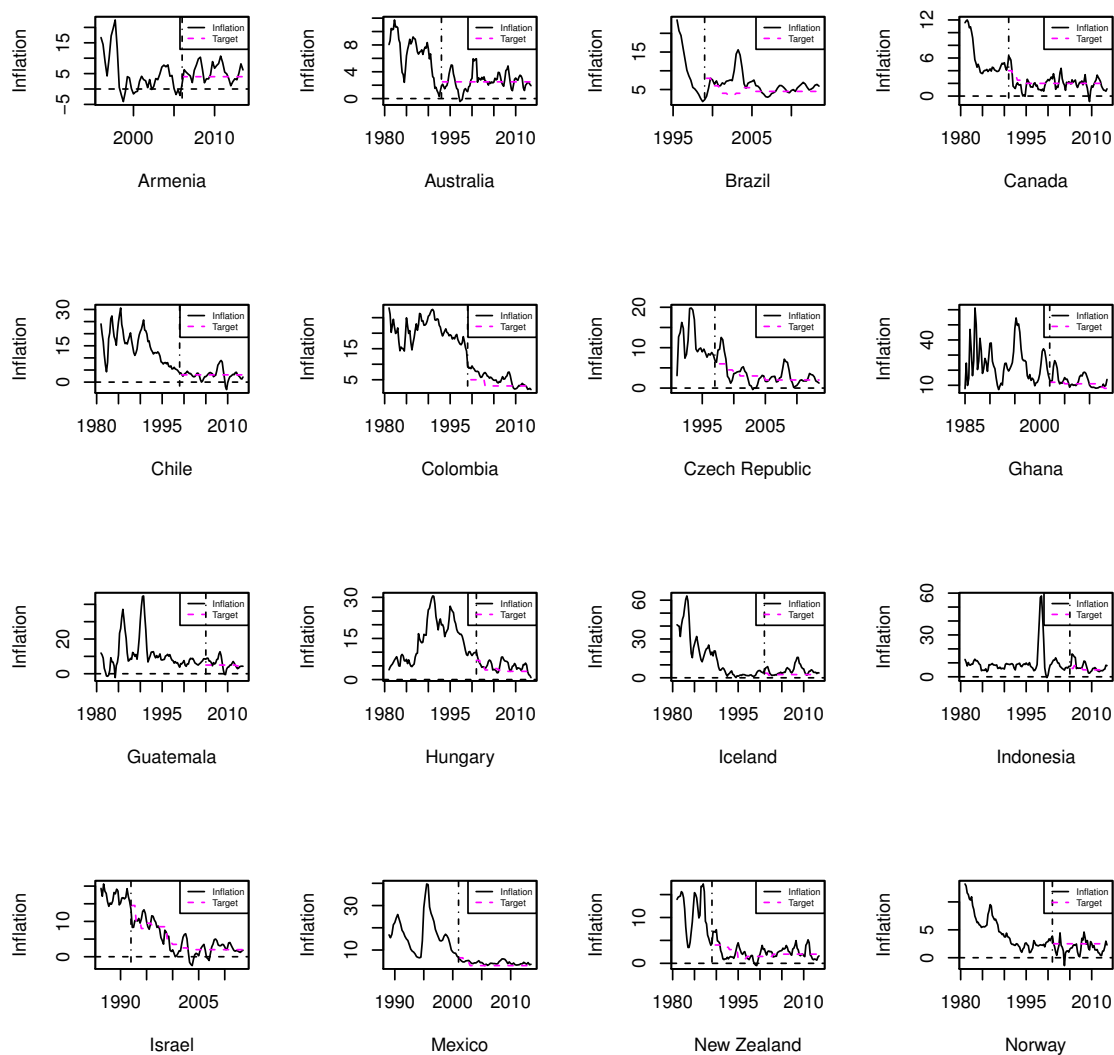 Inflation
15
5
−5
Inflation
Target
2000 2010
Armenia
Inflation
8
4
0
Inflation
Target
1980 1995 2010
Australia
Inflation
15
5
Inflation
Target
1995 2005
Brazil
Inflation
12
6
0
Inflation
Target
1980 1995 2010
Canada
Inflation
30
15
0
Inflation
Target
1980 1995 2010
Chile
Inflation
15
5
Inflation
Target
1980 1995 2010
Colombia
Inflation
20
10
5
0
Inflation
Target
1995 2005
Czech Republic
Inflation
40
10
Inflation
Target
1985 2000
Ghana
Inflation
20
0
Inflation
Target
1980 1995 2010
Guatemala
Inflation
30
15
0
Inflation
Target
1980 1995 2010
Hungary
Inflation
60
30
0
Inflation
Target
1980 1995 2010
Iceland
Inflation
60
30
0
Inflation
Target
1980 1995 2010
Indonesia
Inflation
10
0
Inflation
Target
1990 2005
Israel
Inflation
30
10
Inflation
Target
1990 2000 2010
Mexico
Inflation
10
0
Inflation
Target
1980 1995 2010
New Zealand
Inflation
5
0
Inflation
Target
1980 1995 2010
Norway